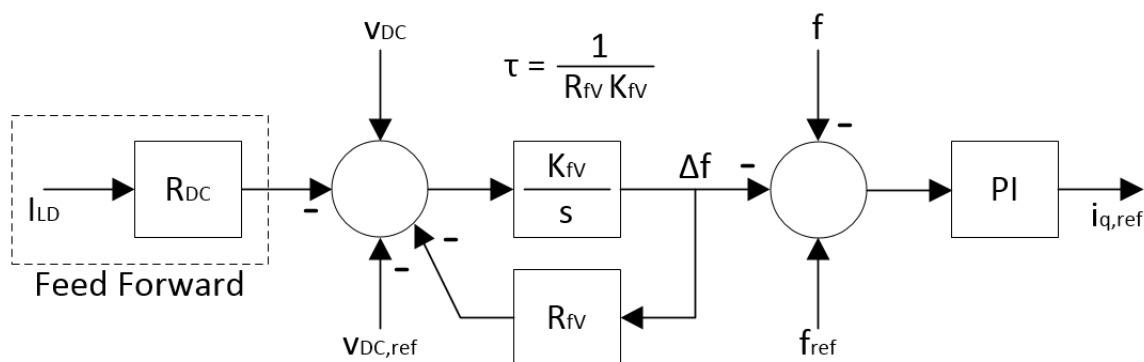 vDC
f
τ = 1 / RfV KfV
ILD
RDC
KfV
s
Δf
PI
iq,ref
Feed Forward
RfV
vDC,ref
fref
-
-
-
-
-